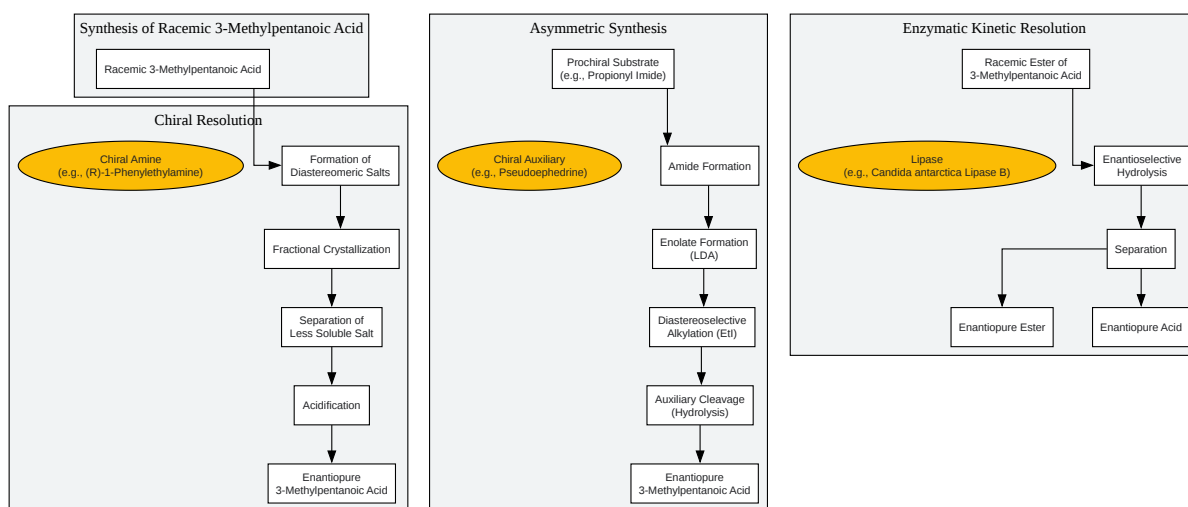 Synthesis of Racemic 3-Methylpentanoic Acid
Racemic 3-Methylpentanoic Acid
Chiral Resolution
Chiral Amine
(e.g., (R)-1-Phenylethylamine)
Formation of
Diastereomeric Salts
Fractional Crystallization
Separation of
Less Soluble Salt
Acidification
Enantiopure
3-Methylpentanoic Acid
Asymmetric Synthesis
Prochiral Substrate
(e.g., Propionyl Imide)
Chiral Auxiliary
(e.g., Pseudoephedrine)
Amide Formation
Enolate Formation
(LDA)
Diastereoselective
Alkylation (EtI)
Auxiliary Cleavage
(Hydrolysis)
Enantiopure
3-Methylpentanoic Acid
Enzymatic Kinetic Resolution
Racemic Ester of
3-Methylpentanoic Acid
Lipase
(e.g., Candida antarctica Lipase B)
Enantioselective
Hydrolysis
Separation
Enantiopure Ester
Enantiopure Acid